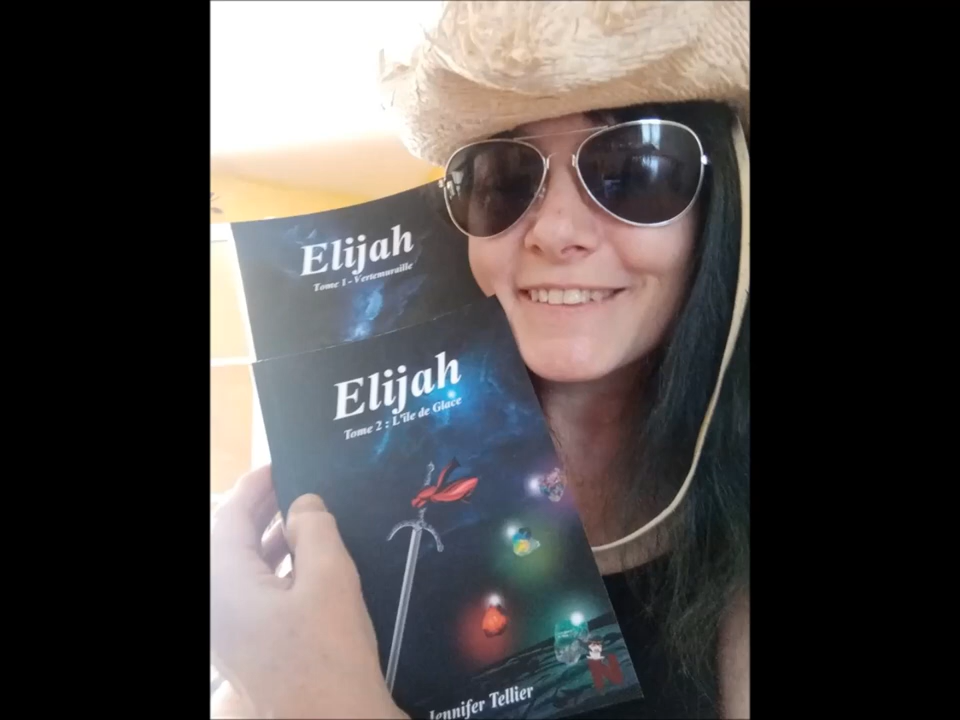 Elijah
Tome 1 - Vertemuraille
Elijah
Tome 2 : L'île de Glace
N
Jennifer Tellier